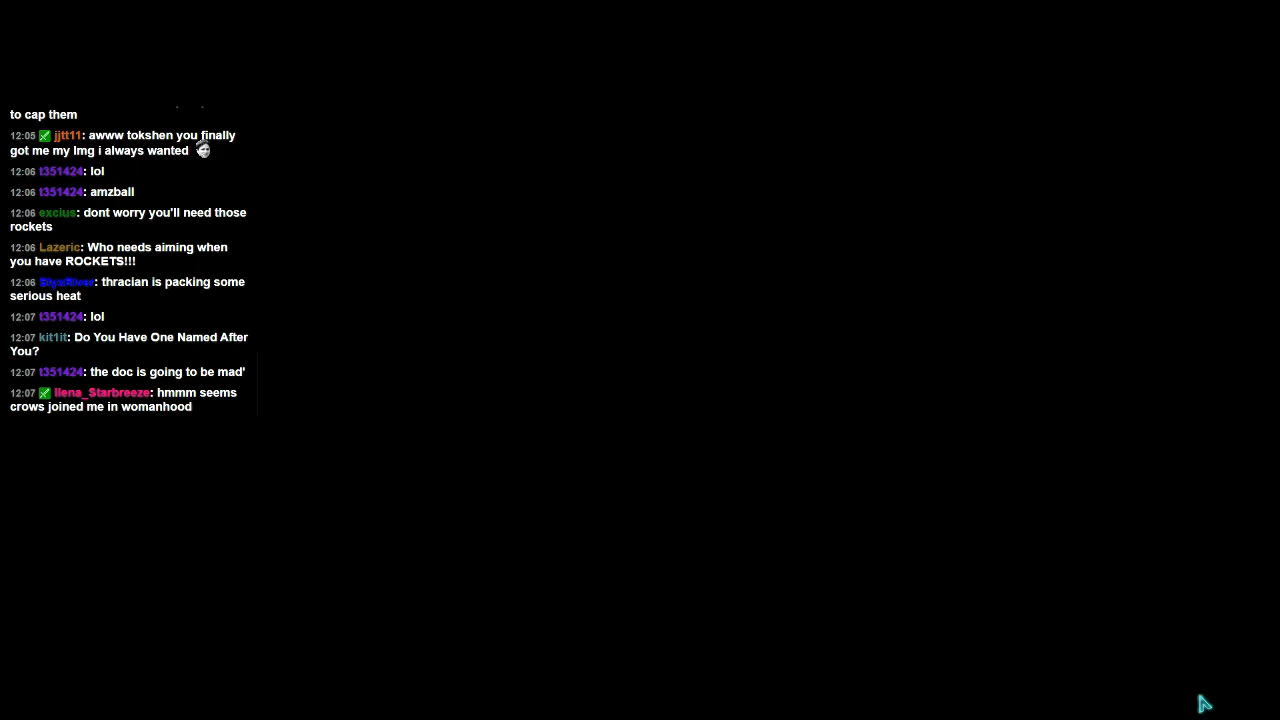 to cap them
12:05 jjtt11: awww tokshen you finally
got me my lmg i always wanted
12:06 t351424: lol
12:06 t351424: amzball
12:06 excius: dont worry you'll need those
rockets
12:06 Lazeric: Who needs aiming when
you have ROCKETS!!!
12:06 : thracian is packing some
serious heat
12:07 t351424: lol
12:07 kit1it: Do You Have One Named After
You?
12:07 t351424: the doc is going to be mad'
12:07 Ilena_Starbreeze: hmmm seems
crows joined me in womanhood